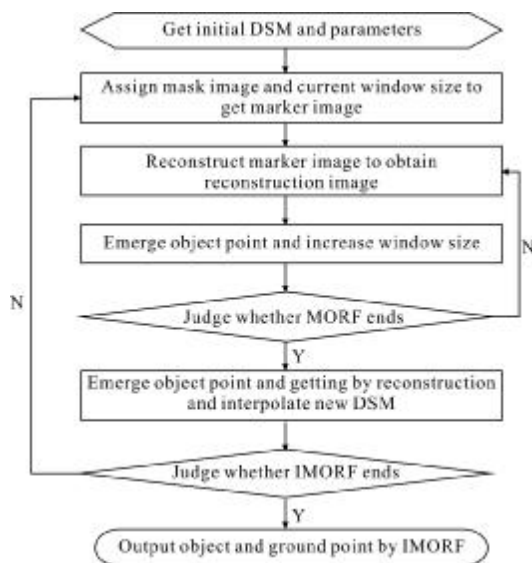 Get initial DSM and parameters
Assign mask image and current window size to
get marker image
Reconstruct marker image to obtain
reconstruction image
N
Emerge object point and increase window size
N
Judge whether MORF ends
Y
Emerge object point and getting by reconstruction
and interpolate new DSM
Judge whether IMORF ends
Y
Output object and ground point by IMORF